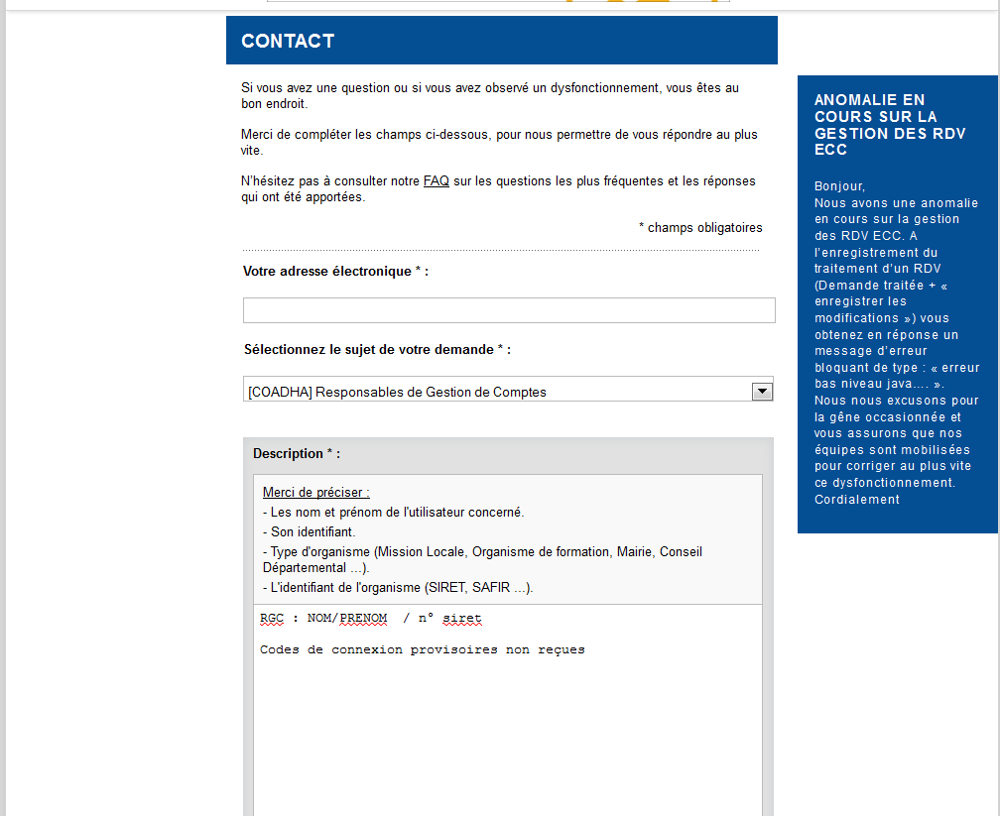 CONTACT
Si vous avez une question ou si vous avez observé un dysfonctionnement, vous êtes au
bon endroit.
Merci de compléter les champs ci-dessous, pour nous permettre de vous répondre au plus
vite.
N'hésitez pas à consulter notre FAQ sur les questions les plus fréquentes et les réponses
qui ont été apportées.
* champs obligatoires
Votre adresse électronique * :
Sélectionnez le sujet de votre demande * :
[COADHA] Responsables de Gestion de Comptes
Description * :
Merci de préciser :
- Les nom et prénom de l'utilisateur concerné.
- Son identifiant.
- Type d'organisme (Mission Locale, Organisme de formation, Mairie, Conseil
Départemental ...).
- L'identifiant de l'organisme (SIRET, SAFIR ...).
RGC : NOM/PRENOM / n° siret
Codes de connexion provisoires non reçues
ANOMALIE EN
COURS SUR LA
GESTION DES RDV
ECC
Bonjour,
Nous avons une anomalie
en cours sur la gestion
des RDV ECC. A
l'enregistrement du
traitement d'un RDV
(Demande traitée + «
enregistrer les
modifications ») vous
obtenez en réponse un
message d'erreur
bloquant de type : « erreur
bas niveau java.... ».
Nous nous excusons pour
la gêne occasionnée et
vous assurons que nos
équipes sont mobilisées
pour corriger au plus vite
ce dysfonctionnement.
Cordialement